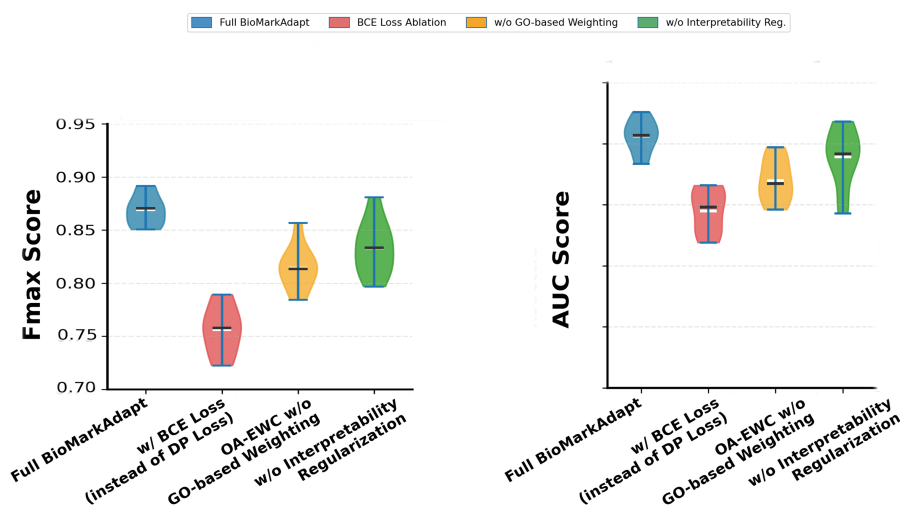 Full BioMarkAdapt
BCE Loss Ablation
w/o GO-based Weighting
w/o Interpretability Reg.
Fmax Score
0.95
0.90
0.85
0.80
0.75
0.70
Full BioMarkAdapt
w/ BCE Loss
(instead of DP Loss)
OA-EWC w/o
GO-based Weighting
w/o Interpretability
Regularization
AUC Score
Full BioMarkAdapt
w/ BCE Loss
(instead of DP Loss)
OA-EWC w/o
GO-based Weighting
w/o Interpretability
Regularization